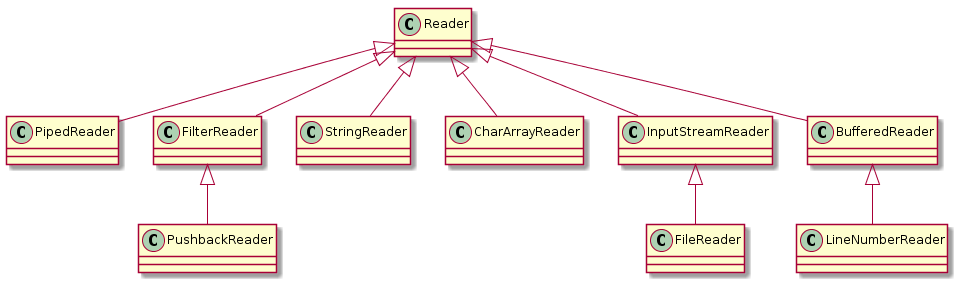 C Reader
C PipedReader
C FilterReader
C StringReader
C CharArrayReader
C InputStreamReader
C BufferedReader
C PushbackReader
C FileReader
C LineNumberReader